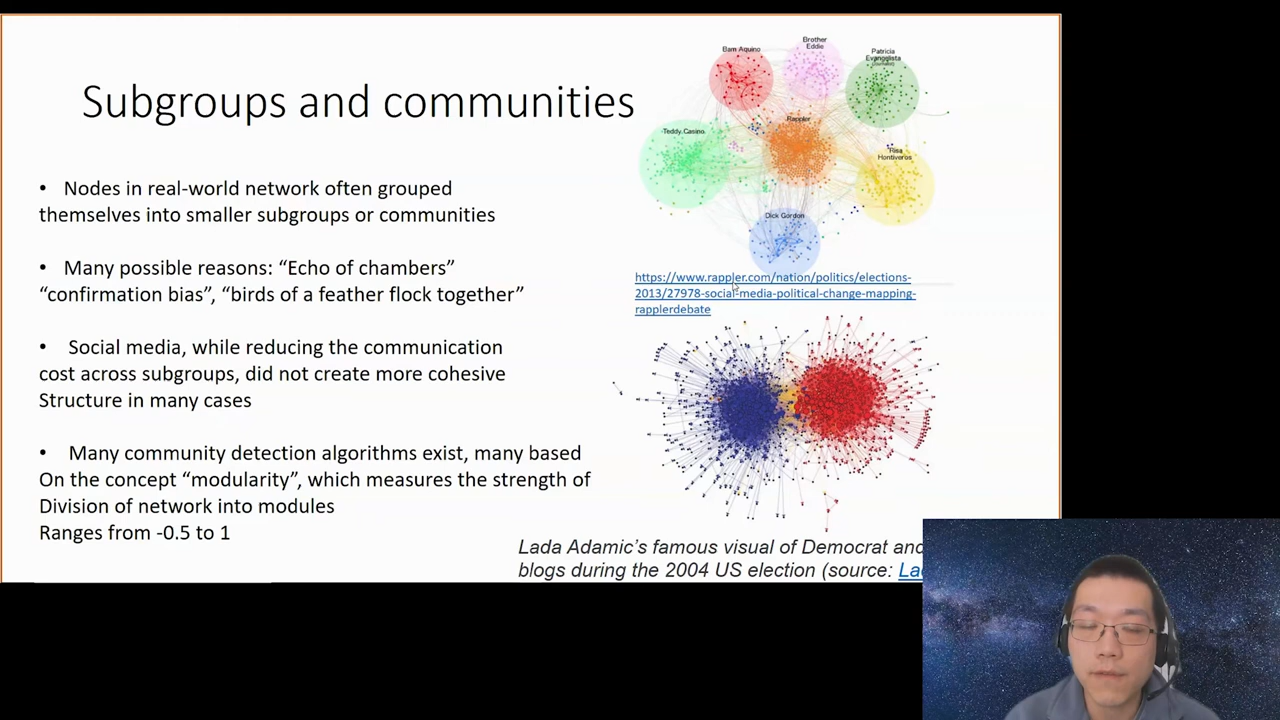 Subgroups and communities
• Nodes in real-world network often grouped
themselves into smaller subgroups or communities
• Many possible reasons: “Echo of chambers”
“confirmation bias”, “birds of a feather flock together”
• Social media, while reducing the communication
cost across subgroups, did not create more cohesive
Structure in many cases
• Many community detection algorithms exist, many based
On the concept “modularity”, which measures the strength of
Division of network into modules
Ranges from -0.5 to 1
Bam Aquino
Brother
Eddie
Patricia
Evangelista
Teddy Casino
Rappler
Risa
Hontiveros
Dick Gordon
https://www.rappler.com/nation/politics/elections-
2013/27978-social-media-political-change-mapping-
rapplerdebate
Lada Adamic’s famous visual of Democrat and
blogs during the 2004 US election (source: La